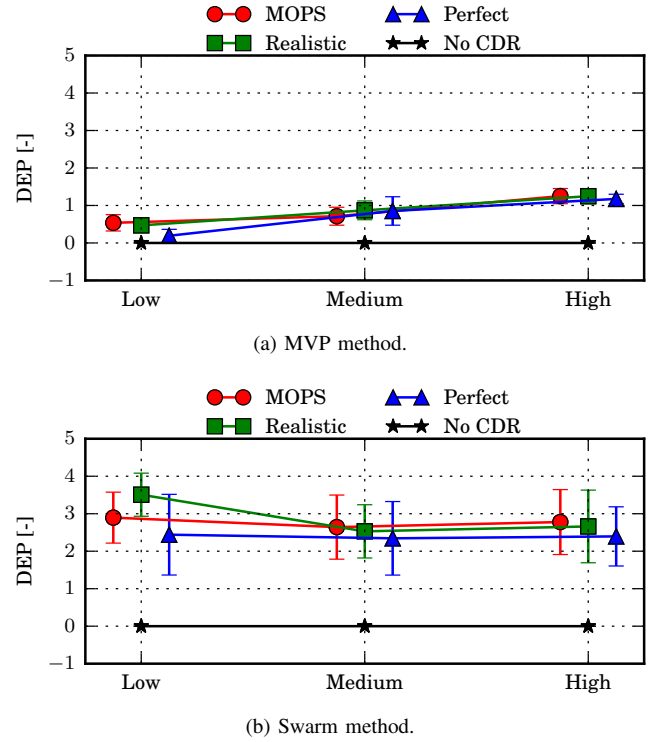 MOPS Perfect
Realistic No CDR
5
4
3
2
1
0
−1
DEP [-]
Low Medium High
(a) MVP method.
MOPS Perfect
Realistic No CDR
5
4
3
2
1
0
−1
DEP [-]
Low Medium High
(b) Swarm method.